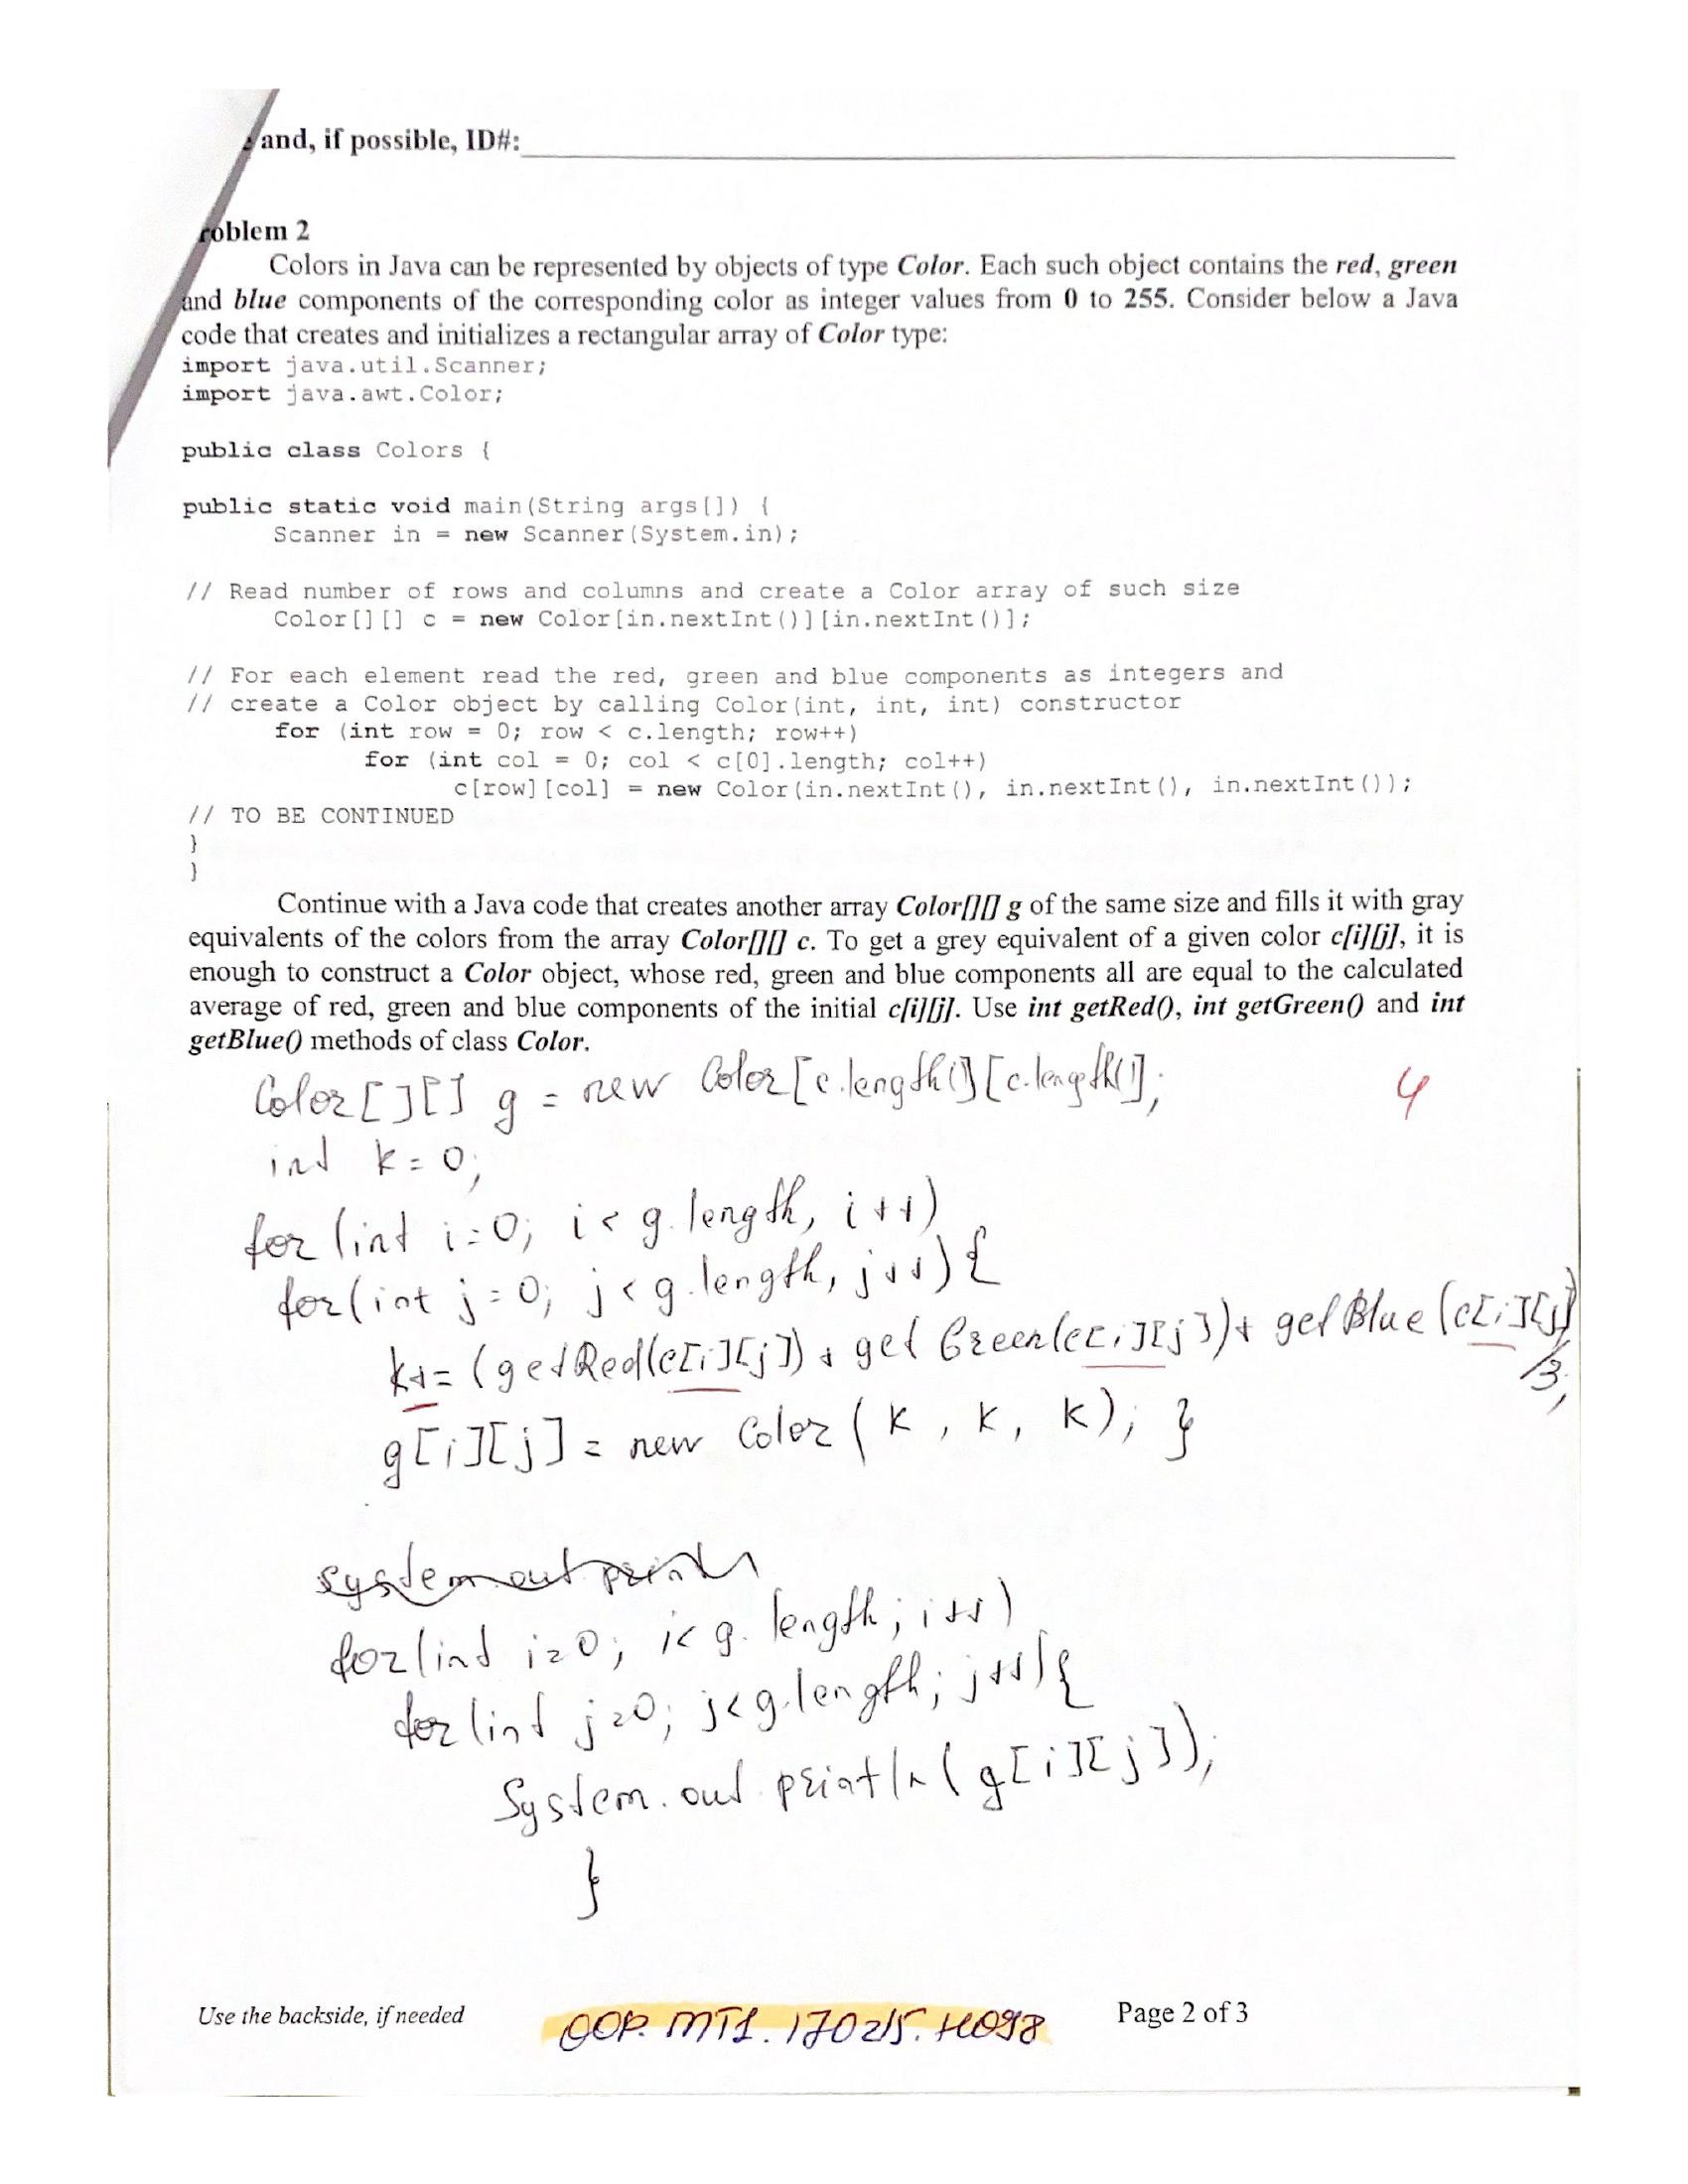 and, if possible, ID#:
roblem 2
Colors in Java can be represented by objects of type Color. Each such object contains the red, green
and blue components of the corresponding color as integer values from 0 to 255. Consider below a Java
code that creates and initializes a rectangular array of Color type:
import java.util.Scanner;
import java.awt.Color;
public class Colors {
public static void main(String args[]) {
Scanner in = new Scanner(System.in);
// Read number of rows and columns and create a Color array of such size
Color[][] c = new Color[in.nextInt()][in.nextInt()];
// For each element read the red, green and blue components as integers and
// create a Color object by calling Color(int, int, int) constructor
for (int row = 0; row < c.length; row++)
for (int col = 0; col < c[0].length; col++)
c[row][col] = new Color(in.nextInt(), in.nextInt(), in.nextInt());
// TO BE CONTINUED
}
}
Continue with a Java code that creates another array Color[][] g of the same size and fills it with gray
equivalents of the colors from the array Color[][] c. To get a grey equivalent of a given color c[i][j], it is
enough to construct a Color object, whose red, green and blue components all are equal to the calculated
average of red, green and blue components of the initial c[i][j]. Use int getRed(), int getGreen() and int
getBlue() methods of class Color.
Color[][] g = new Color[c.length()][c.length()];
4
int k=0;
for (int i=0; i < g.length, i++)
for(int j=0; j<g.length, j++){
k+=(getRed(c[i][j])+getGreen(c[i][j])+getBlue(c[i][j])
/3;
g[i][j]= new Color(k, k, k); }
system.out.println
for(int i=0; i<g.length; i++)
for(int j=0; j<g.length; j++){
System.out.println(g[i][j]);
}
Use the backside, if needed
OOP.MT1.170215.H098
Page 2 of 3